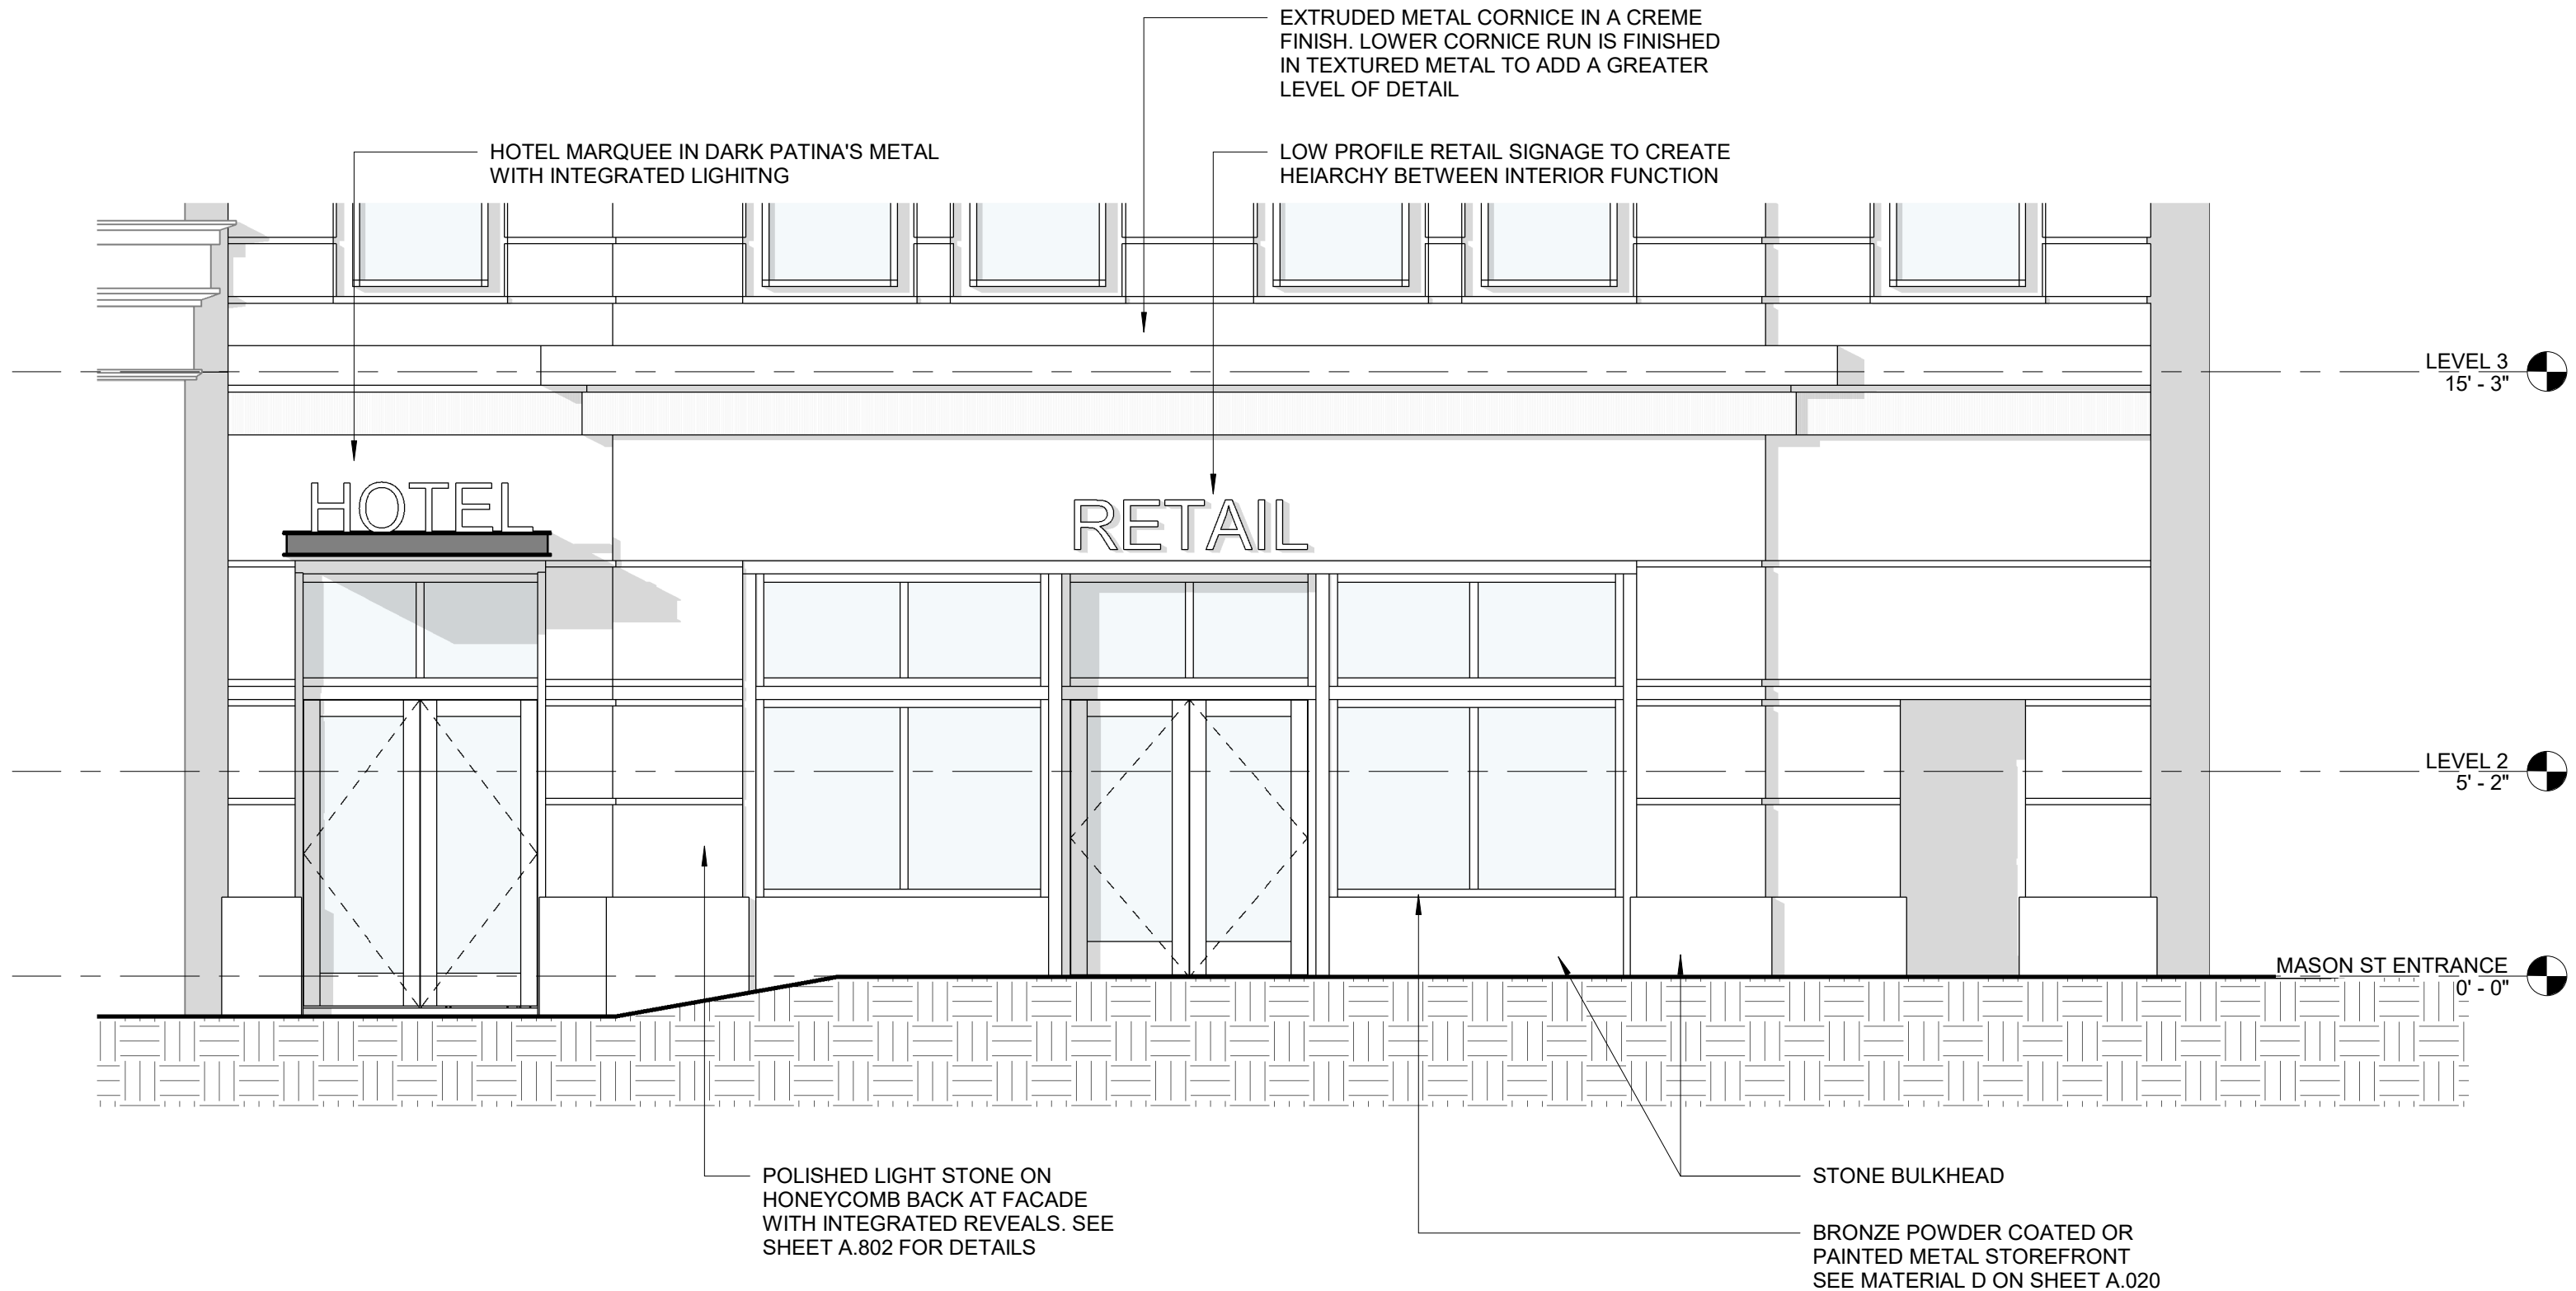 EXTRUDED METAL CORNICE IN A CREME
FINISH. LOWER CORNICE RUN IS FINISHED
IN TEXTURED METAL TO ADD A GREATER
LEVEL OF DETAIL
HOTEL MARQUEE IN DARK PATINA'S METAL
WITH INTEGRATED LIGHITNG
LOW PROFILE RETAIL SIGNAGE TO CREATE
HEIARCHY BETWEEN INTERIOR FUNCTION
LEVEL 3
15' - 3"
HOTEL
RETAIL
LEVEL 2
5' - 2"
MASON ST ENTRANCE
0' - 0"
POLISHED LIGHT STONE ON
HONEYCOMB BACK AT FACADE
WITH INTEGRATED REVEALS. SEE
SHEET A.802 FOR DETAILS
STONE BULKHEAD
BRONZE POWDER COATED OR
PAINTED METAL STOREFRONT
SEE MATERIAL D ON SHEET A.020